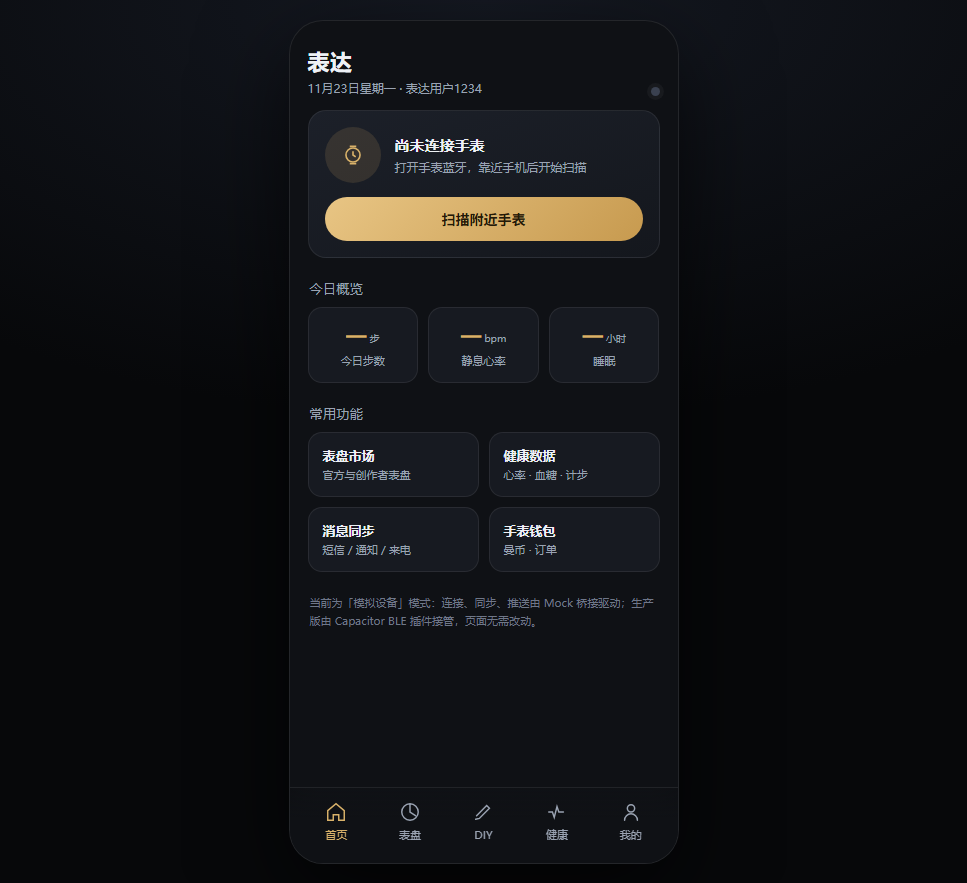 表达
11月23日星期一 · 表达用户1234
尚未连接手表
打开手表蓝牙，靠近手机后开始扫描
扫描附近手表
今日概览
— 步
— bpm
— 小时
今日步数
静息心率
睡眠
常用功能
表盘市场
官方与创作者表盘
健康数据
心率 · 血糖 · 计步
消息同步
短信 / 通知 / 来电
手表钱包
曼币 · 订单
当前为「模拟设备」模式：连接、同步、推送由 Mock 桥接驱动；生产
版由 Capacitor BLE 插件接管，页面无需改动。
首页
表盘
DIY
健康
我的